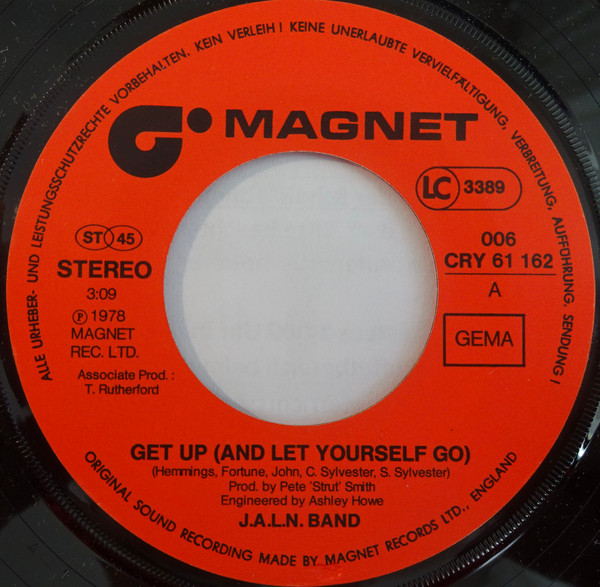 ALLE URHEBER- UND LEISTUNGSSCHUTZRECHTE VORBEHALTEN. KEIN VERLEIH! KEINE UNERLAUBTE VERVIELFÄLTIGUNG, VERBREITUNG, AUFFÜHRUNG, SENDUNG!
MAGNET
LC 3389
ST 45
STEREO
3:09
Ⓟ 1978
MAGNET
REC. LTD.
Associate Prod.:
T. Rutherford
006
CRY 61 162
A
GEMA
GET UP (AND LET YOURSELF GO)
(Hemmings, Fortune, John, C. Sylvester, S. Sylvester)
Prod. by Pete 'Strut' Smith
Engineered by Ashley Howe
J.A.L.N. BAND
ORIGINAL SOUND RECORDING MADE BY MAGNET RECORDS LTD., ENGLAND